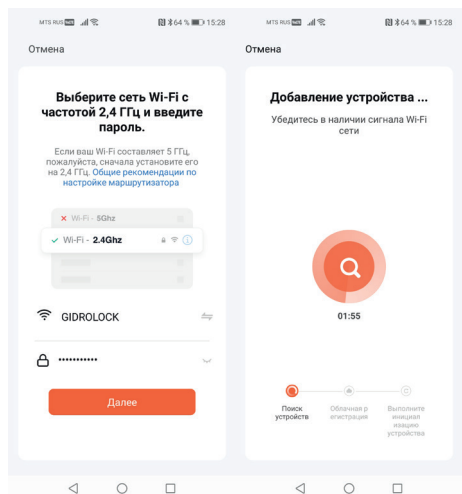 MTS RUS 15:28
64 %
Отмена
Выберите сеть Wi-Fi с
частотой 2,4 ГГц и введите
пароль.
Если ваш Wi-Fi составляет 5 ГГц,
пожалуйста, сначала установите его
на 2,4 ГГц. Общие рекомендации по
настройке маршрутизатора
Wi-Fi - 5Ghz
Wi-Fi - 2.4Ghz
GIDROLOCK
•••••••••••
Далее
MTS RUS 15:28
64 %
Отмена
Добавление устройства ...
Убедитесь в наличии сигнала Wi-Fi
сети
01:55
Поиск
устройств
Облачная р
егистрация
Выполните
инициал
изацию
устройства